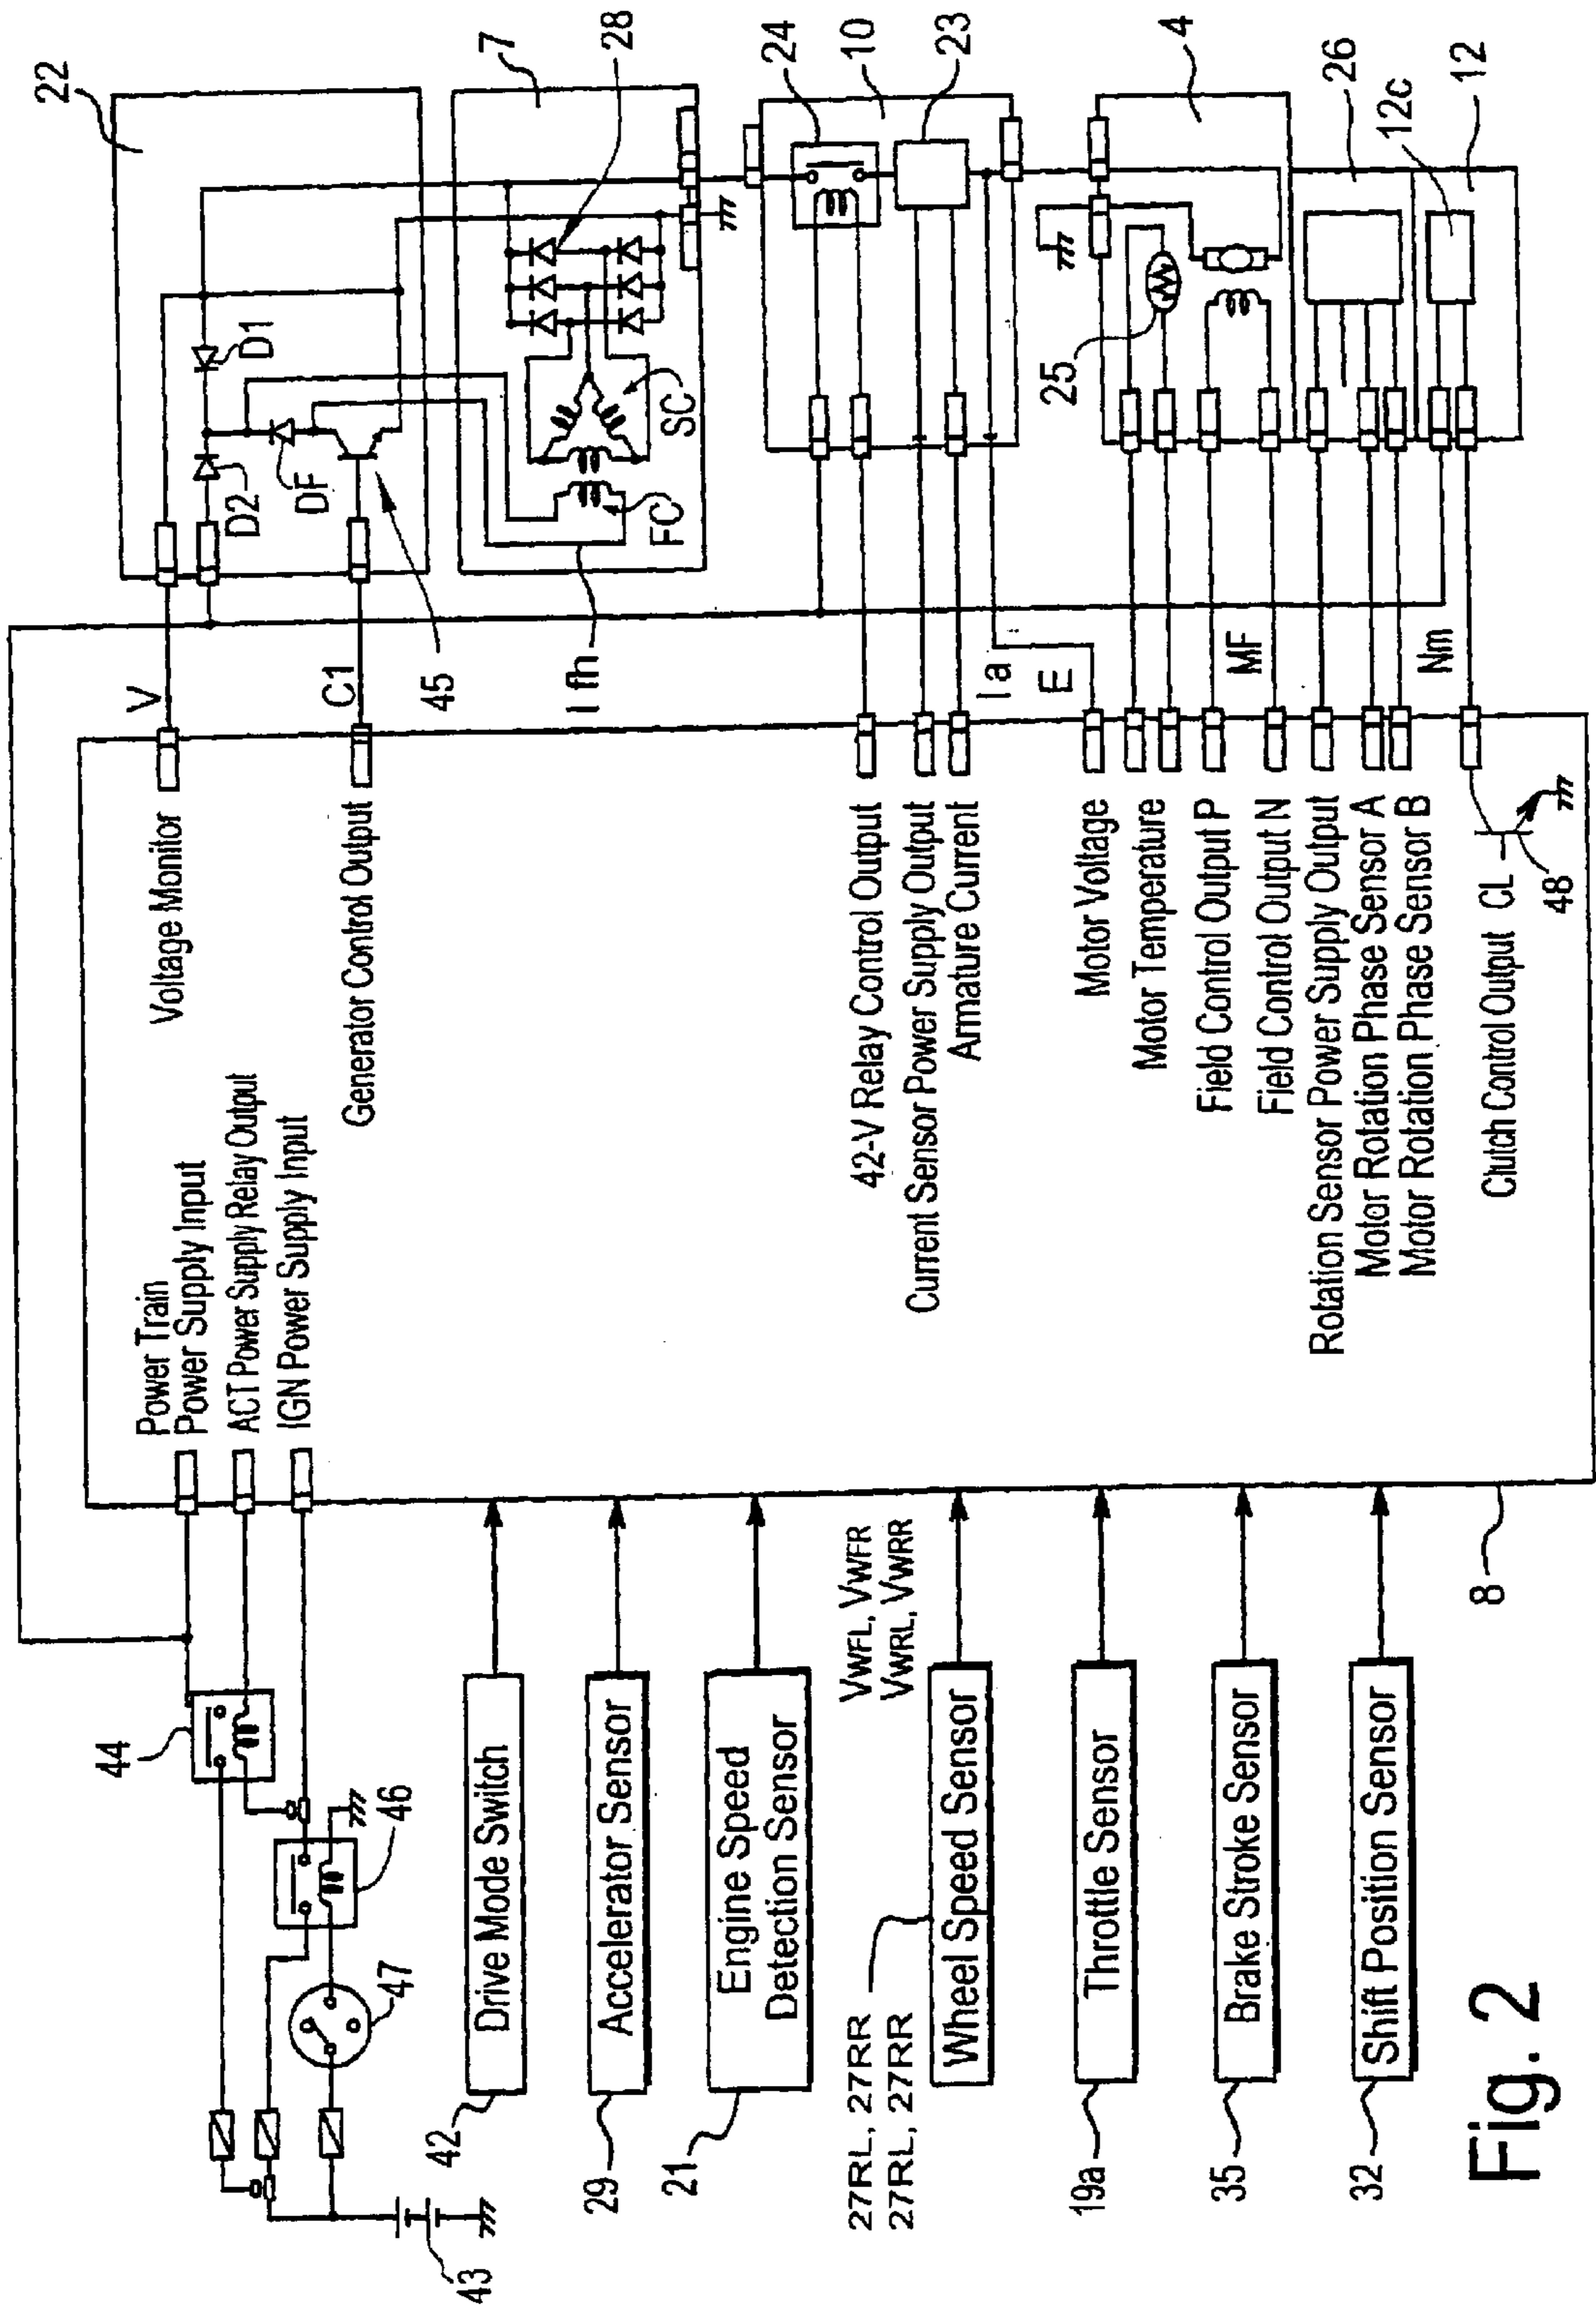 Fig. 2
43
44
46
47
42
Drive Mode Switch
29
Accelerator Sensor
21
Engine Speed
Detection Sensor
27RL, 27RR
27RL, 27RR
VWFL, VWFR
VWRL, VWRR
Wheel Speed Sensor
19a
Throttle Sensor
35
Brake Stroke Sensor
32
Shift Position Sensor
8
Power Train
Power Supply Input
ACT Power Supply Relay Output
IGN Power Supply Input
Voltage Monitor
Generator Control Output
42-V Relay Control Output
Current Sensor Power Supply Output
Armature Current
Motor Voltage
Motor Temperature
Field Control Output P
Field Control Output N
Rotation Sensor Power Supply Output
Motor Rotation Phase Sensor A
Motor Rotation Phase Sensor B
Clutch Control Output CL
48
V
C1
45
Ifh
Ia
E
MF
Nm
22
D1
D2
DF
7
28
SC
FC
24
10
23
4
25
26
12c
12